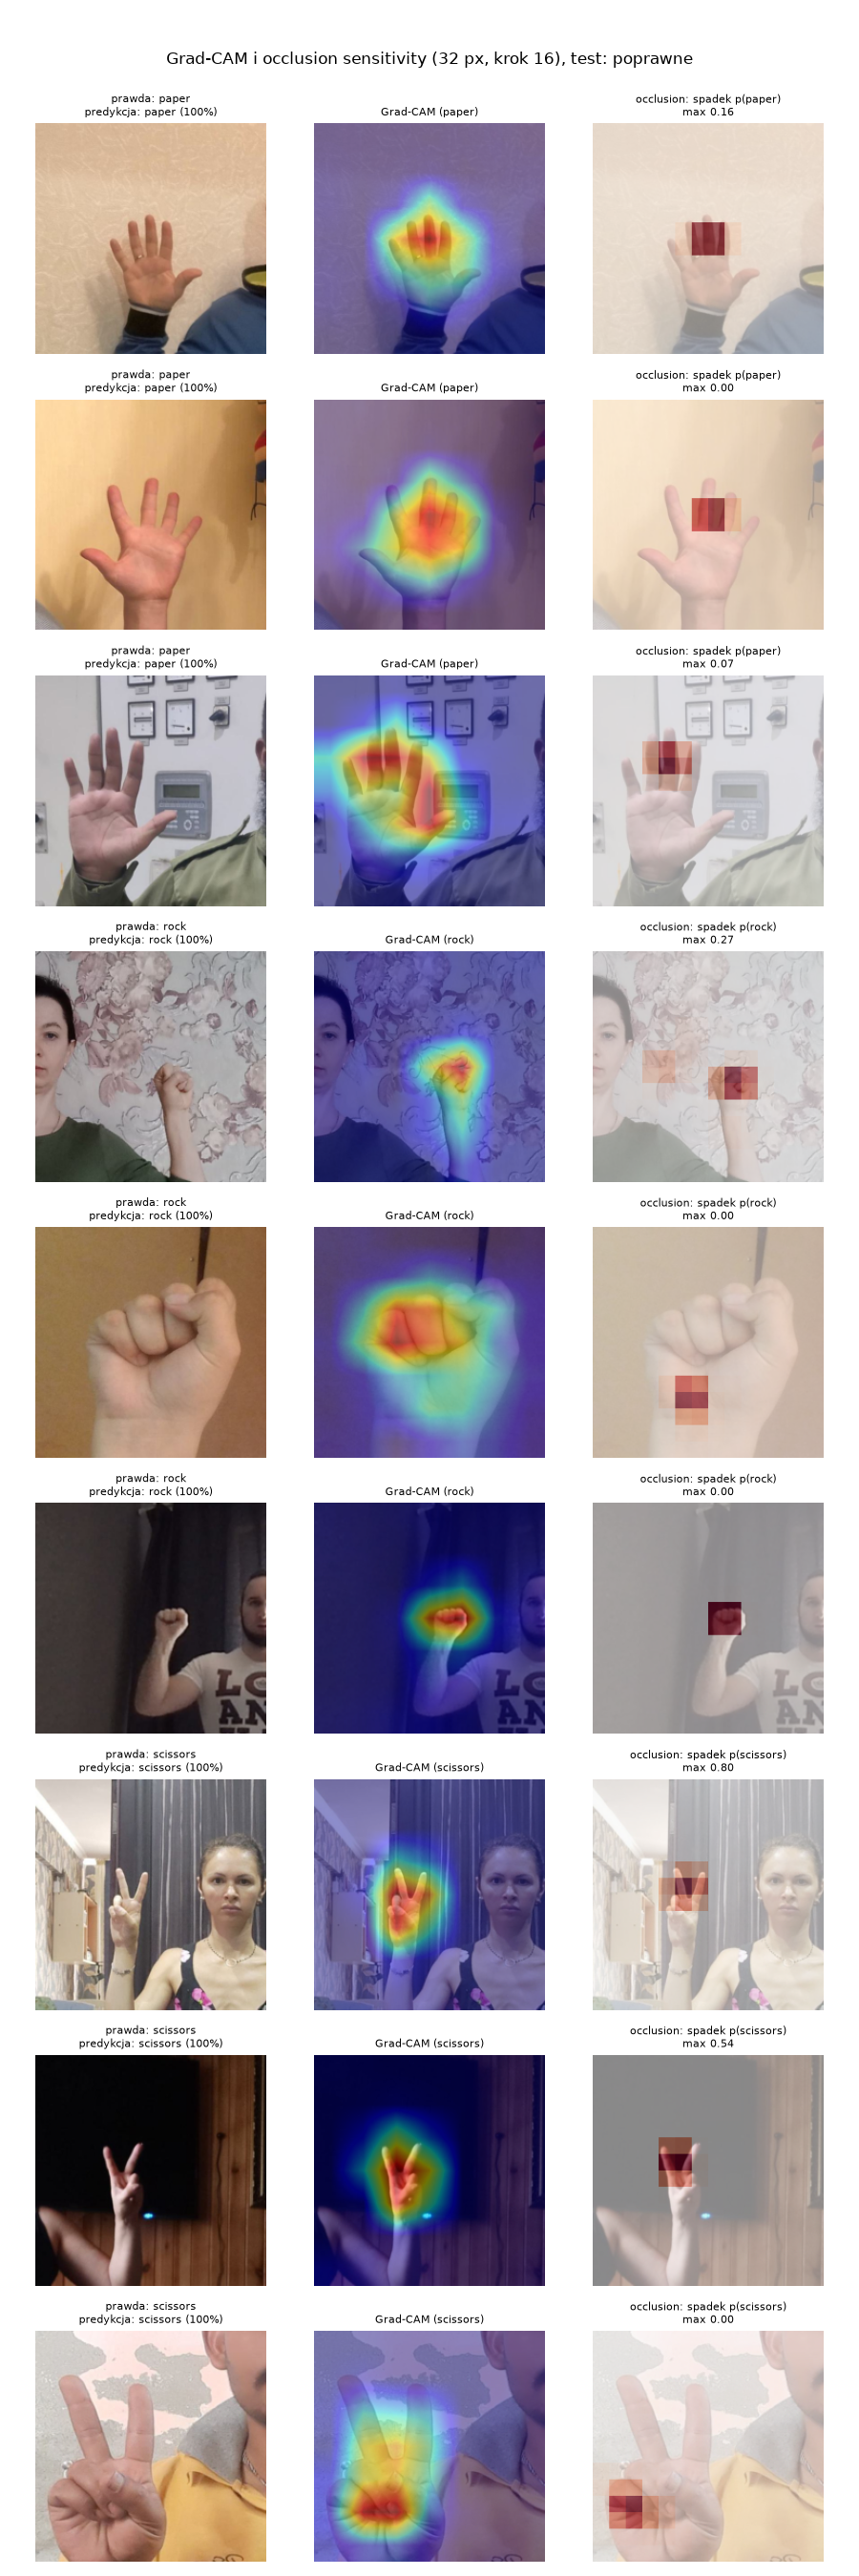 Grad-CAM i occlusion sensitivity (32 px, krok 16), test: poprawne
prawda: paper
predykcja: paper (100%)
Grad-CAM (paper)
occlusion: spadek p(paper)
max 0.16
prawda: paper
predykcja: paper (100%)
Grad-CAM (paper)
occlusion: spadek p(paper)
max 0.00
prawda: paper
predykcja: paper (100%)
Grad-CAM (paper)
occlusion: spadek p(paper)
max 0.07
prawda: rock
predykcja: rock (100%)
Grad-CAM (rock)
occlusion: spadek p(rock)
max 0.27
prawda: rock
predykcja: rock (100%)
Grad-CAM (rock)
occlusion: spadek p(rock)
max 0.00
prawda: rock
predykcja: rock (100%)
Grad-CAM (rock)
occlusion: spadek p(rock)
max 0.00
LO
AN
prawda: scissors
predykcja: scissors (100%)
Grad-CAM (scissors)
occlusion: spadek p(scissors)
max 0.80
prawda: scissors
predykcja: scissors (100%)
Grad-CAM (scissors)
occlusion: spadek p(scissors)
max 0.54
prawda: scissors
predykcja: scissors (100%)
Grad-CAM (scissors)
occlusion: spadek p(scissors)
max 0.00